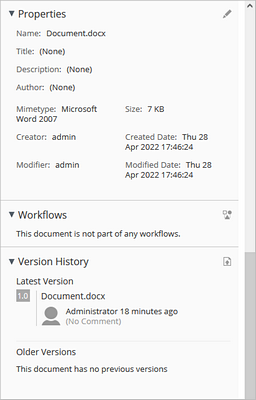 Properties
Name: Document.docx
Title: (None)
Description: (None)
Author: (None)
Mimetype: Microsoft Word 2007
Size: 7 KB
Creator: admin
Created Date: Thu 28 Apr 2022 17:46:24
Modifier: admin
Modified Date: Thu 28 Apr 2022 17:46:24
Workflows
This document is not part of any workflows.
Version History
Latest Version
1.0 Document.docx
Administrator 18 minutes ago
(No Comment)
Older Versions
This document has no previous versions